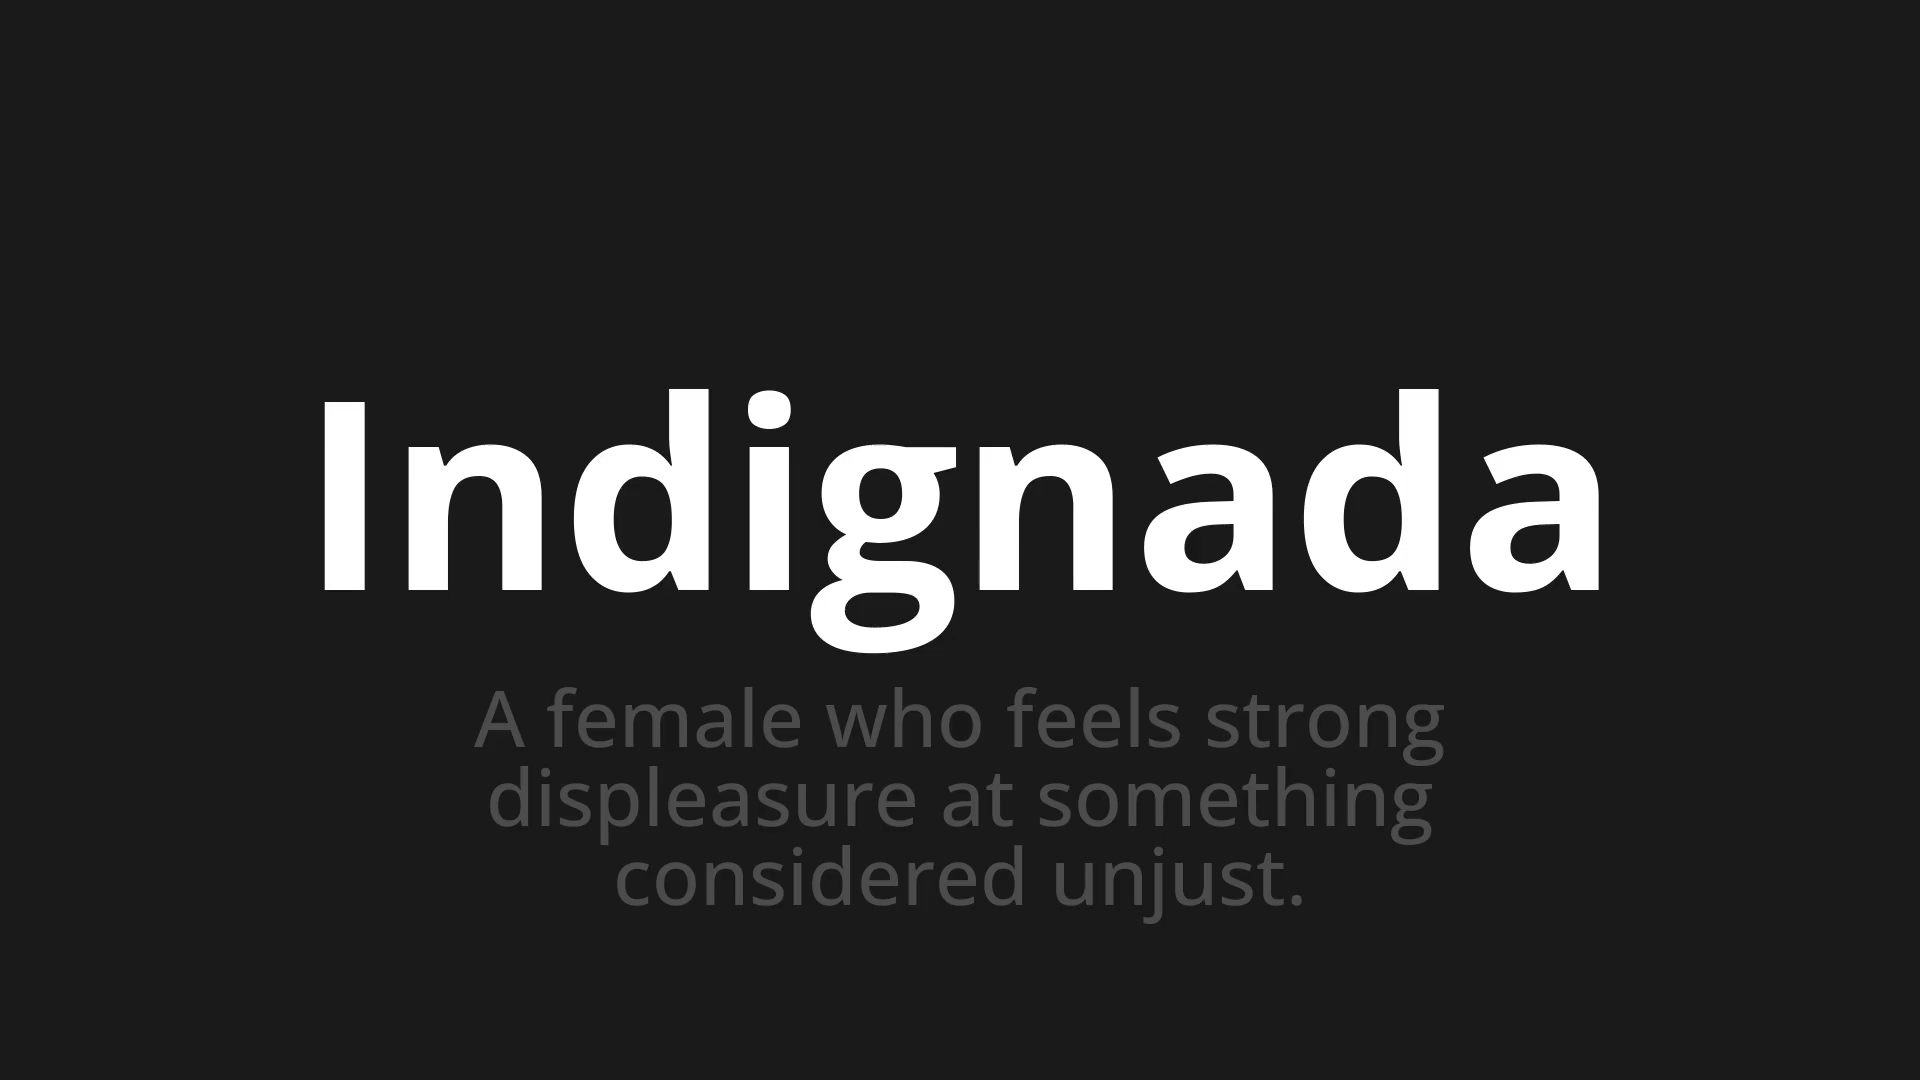 Indignada
A female who feels strong
displeasure at something
considered unjust.